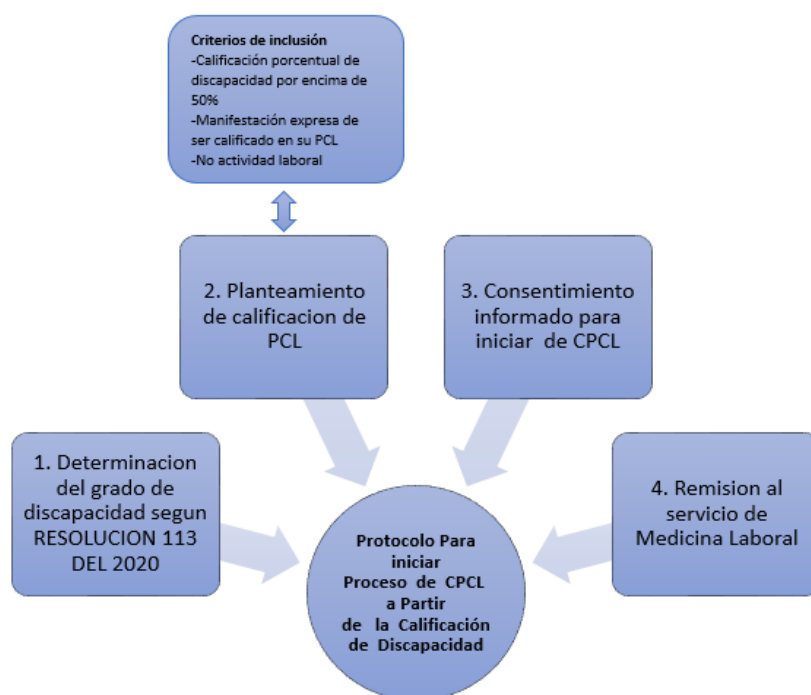 Criterios de inclusión
-Calificación porcentual de
discapacidad por encima de
50%
-Manifestación expresa de
ser calificado en su PCL
-No actividad laboral
2. Planteamiento
de calificacion de
PCL
3. Consentimiento
informado para
iniciar de CPCL
1. Determinacion
del grado de
discapacidad segun
RESOLUCION 113
DEL 2020
4. Remision al
servicio de
Medicina Laboral
Protocolo Para
iniciar
Proceso de CPCL
a Partir
de la Calificación
de Discapacidad